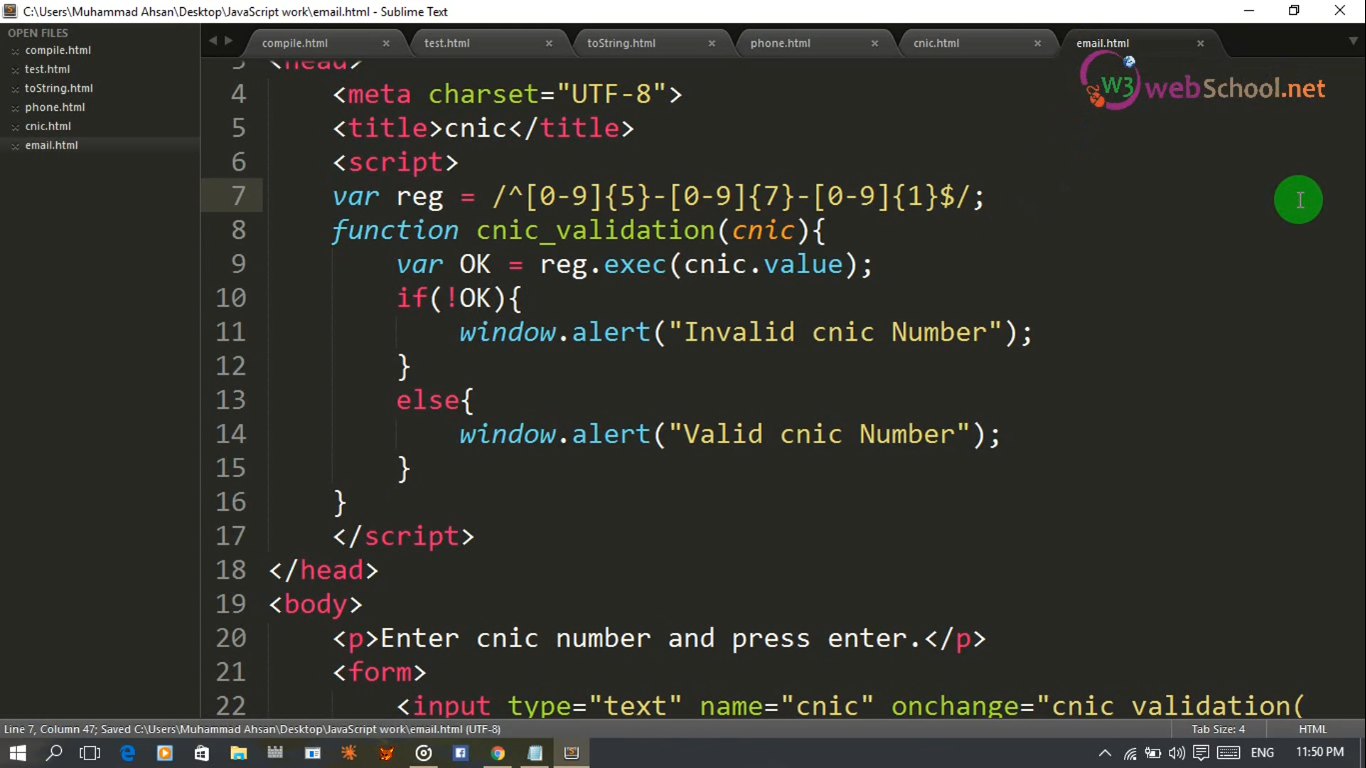 C:\Users\Muhammad Ahsan\Desktop\JavaScript work\email.html - Sublime Text
OPEN FILES
compile.html
test.html
toString.html
phone.html
cnic.html
email.html
compile.html
test.html
toString.html
phone.html
cnic.html
email.html
W3 webSchool.net
3 <head>
4 <meta charset="UTF-8">
5 <title>cnic</title>
6 <script>
7 var reg = /^[0-9]{5}-[0-9]{7}-[0-9]{1}$/;
8 function cnic_validation(cnic){
9 var OK = reg.exec(cnic.value);
10 if(!OK){
11 window.alert("Invalid cnic Number");
12 }
13 else{
14 window.alert("Valid cnic Number");
15 }
16 }
17 </script>
18 </head>
19 <body>
20 <p>Enter cnic number and press enter.</p>
21 <form>
22 <input type="text" name="cnic" onchange="cnic_validation(
Line 7, Column 47; Saved C:\Users\Muhammad Ahsan\Desktop\JavaScript work\email.html (UTF-8)
Tab Size: 4
HTML
ENG
11:50 PM